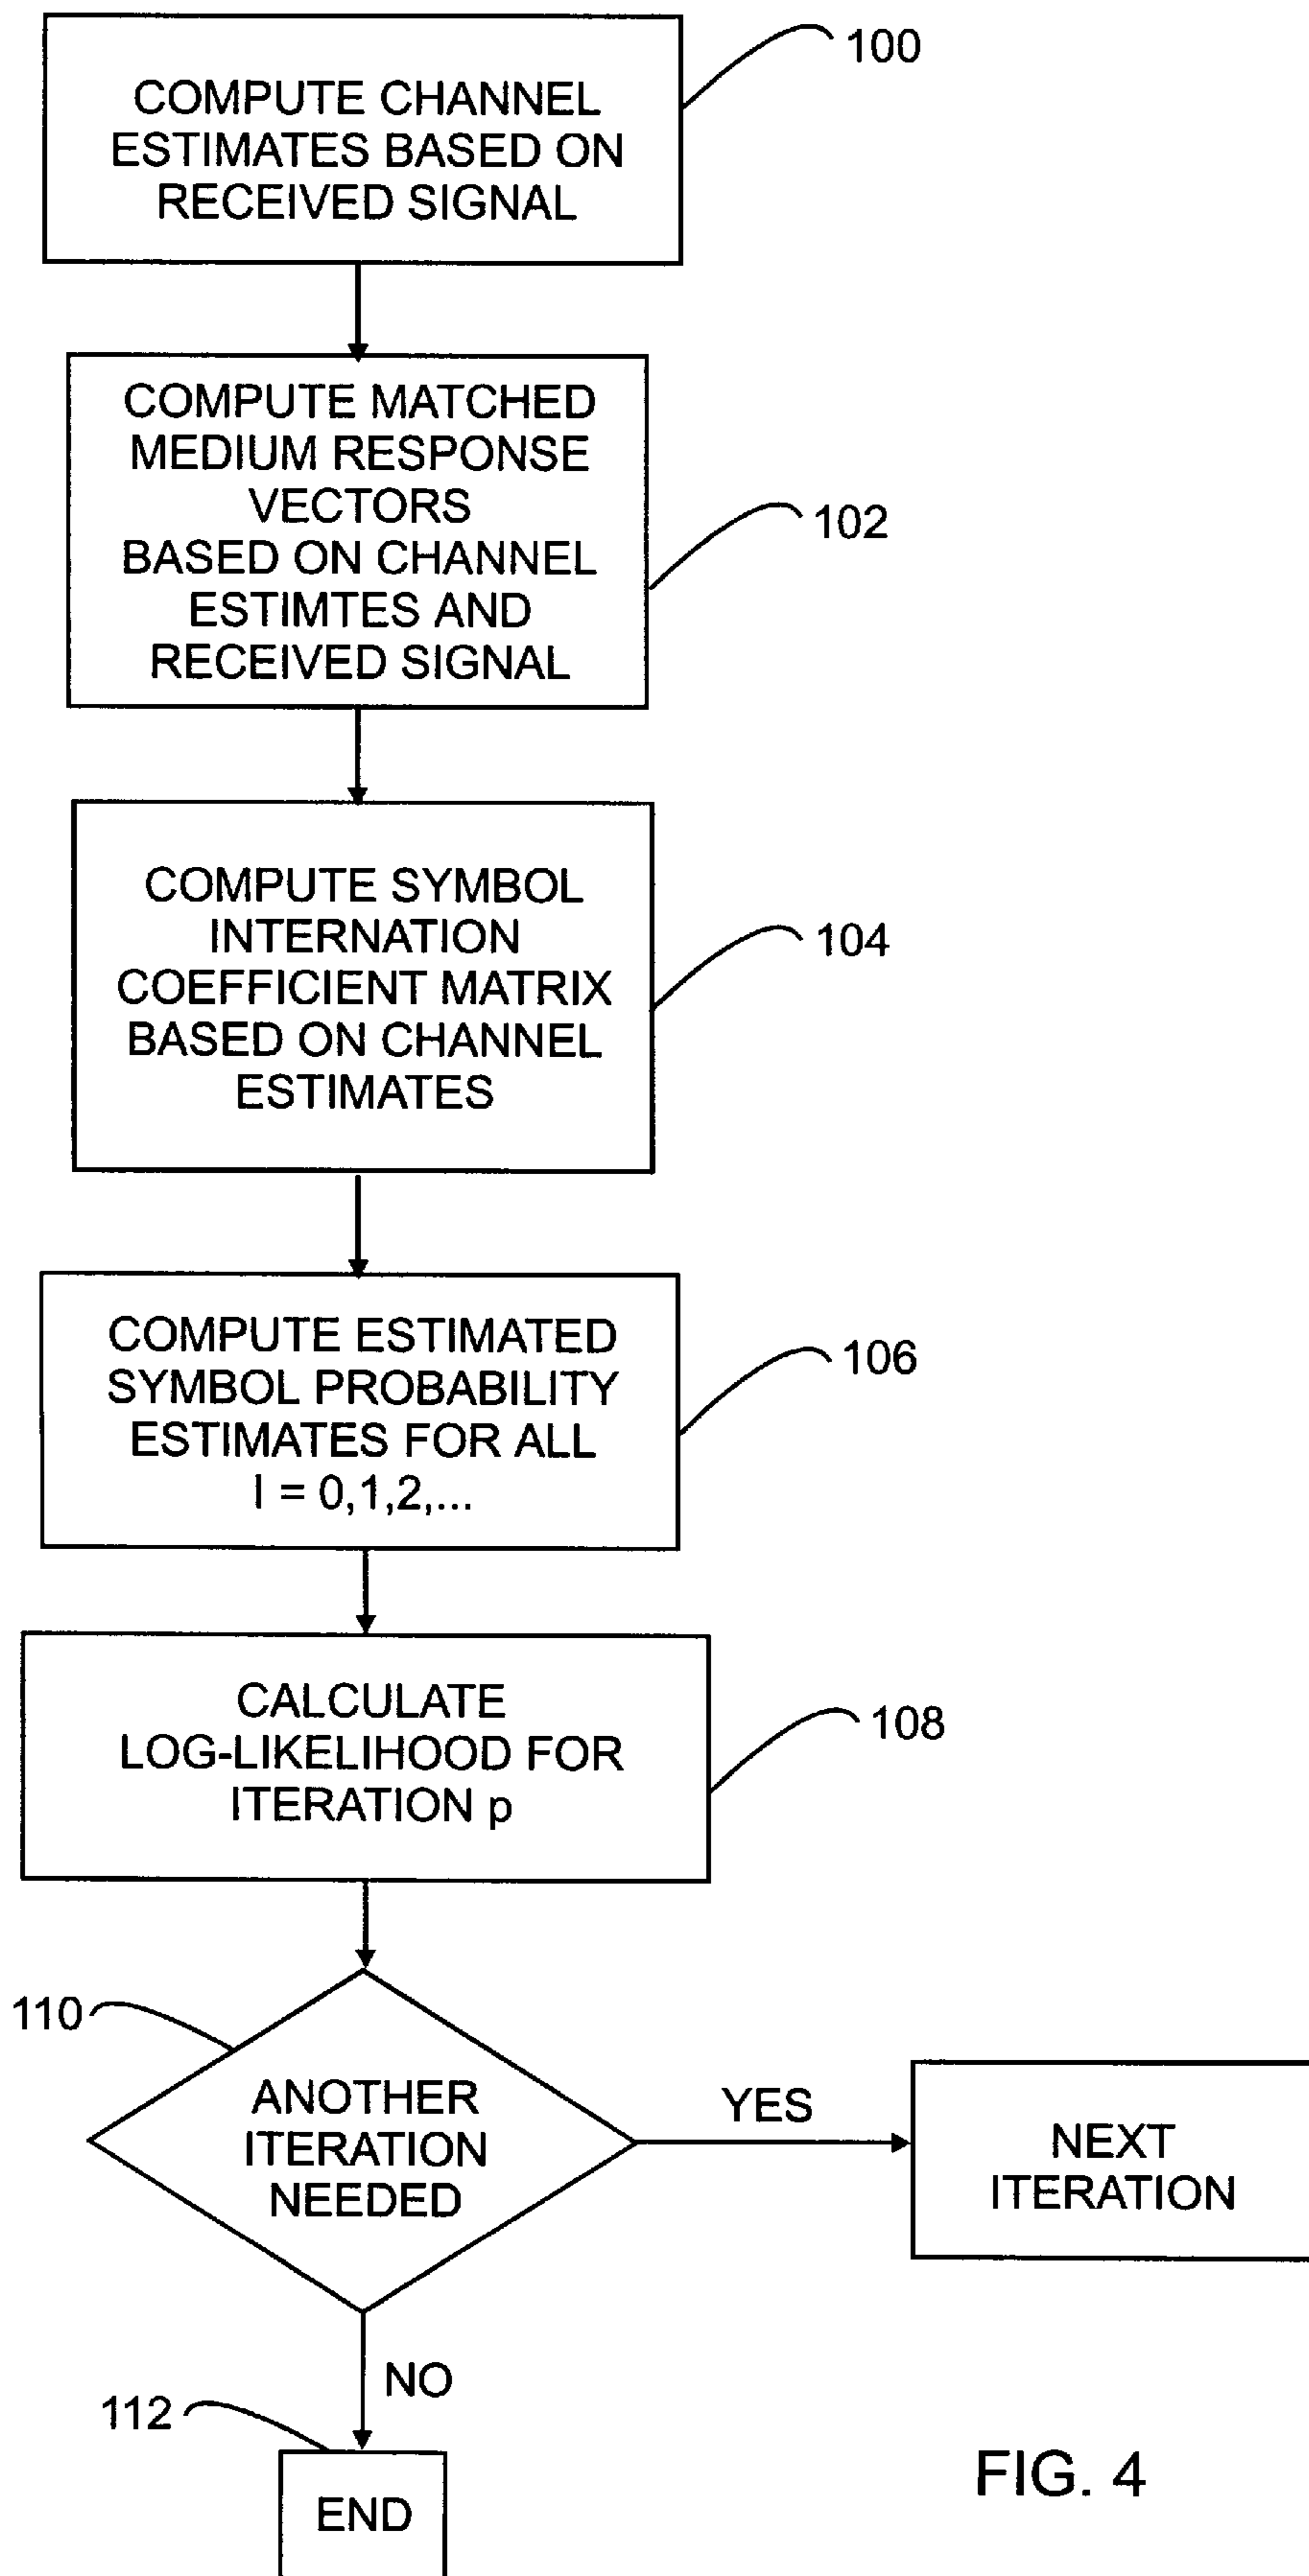 COMPUTE CHANNEL
ESTIMATES BASED ON
RECEIVED SIGNAL
100
COMPUTE MATCHED
MEDIUM RESPONSE
VECTORS
BASED ON CHANNEL
ESTIMTES AND
RECEIVED SIGNAL
102
COMPUTE SYMBOL
INTERNATION
COEFFICIENT MATRIX
BASED ON CHANNEL
ESTIMATES
104
COMPUTE ESTIMATED
SYMBOL PROBABILITY
ESTIMATES FOR ALL
I = 0,1,2,...
106
CALCULATE
LOG-LIKELIHOOD FOR
ITERATION p
108
110
ANOTHER
ITERATION
NEEDED
YES
NEXT
ITERATION
NO
112
END
FIG. 4